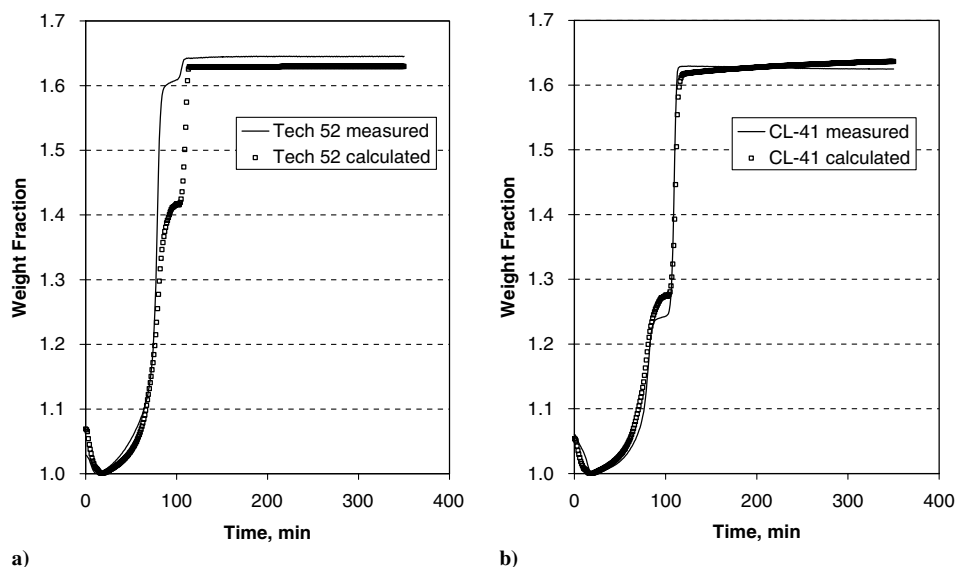 1.7
1.6
1.5
1.4
1.3
1.2
1.1
1.0
Weight Fraction
Tech 52 measured
Tech 52 calculated
0 100 200 300 400
Time, min
a)
1.7
1.6
1.5
1.4
1.3
1.2
1.1
1.0
Weight Fraction
CL-41 measured
CL-41 calculated
0 100 200 300 400
Time, min
b)